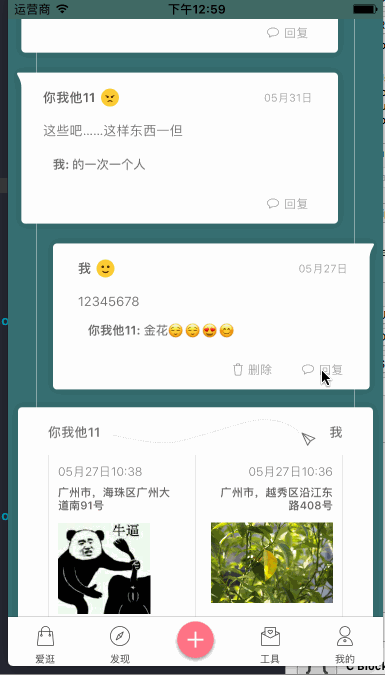 运营商 下午12:59
回复
你我他11 😠 05月31日
这些吧……这样东西一但
我: 的一次一个人
回复
我 🙂 05月27日
12345678
你我他11: 金花😌😌😍😊
删除 回复
你我他11 我
05月27日10:38
广州市，海珠区广州大
道南91号
牛逼
05月27日10:36
广州市，越秀区沿江东
路408号
爱逛 发现 工具 我的
C Block